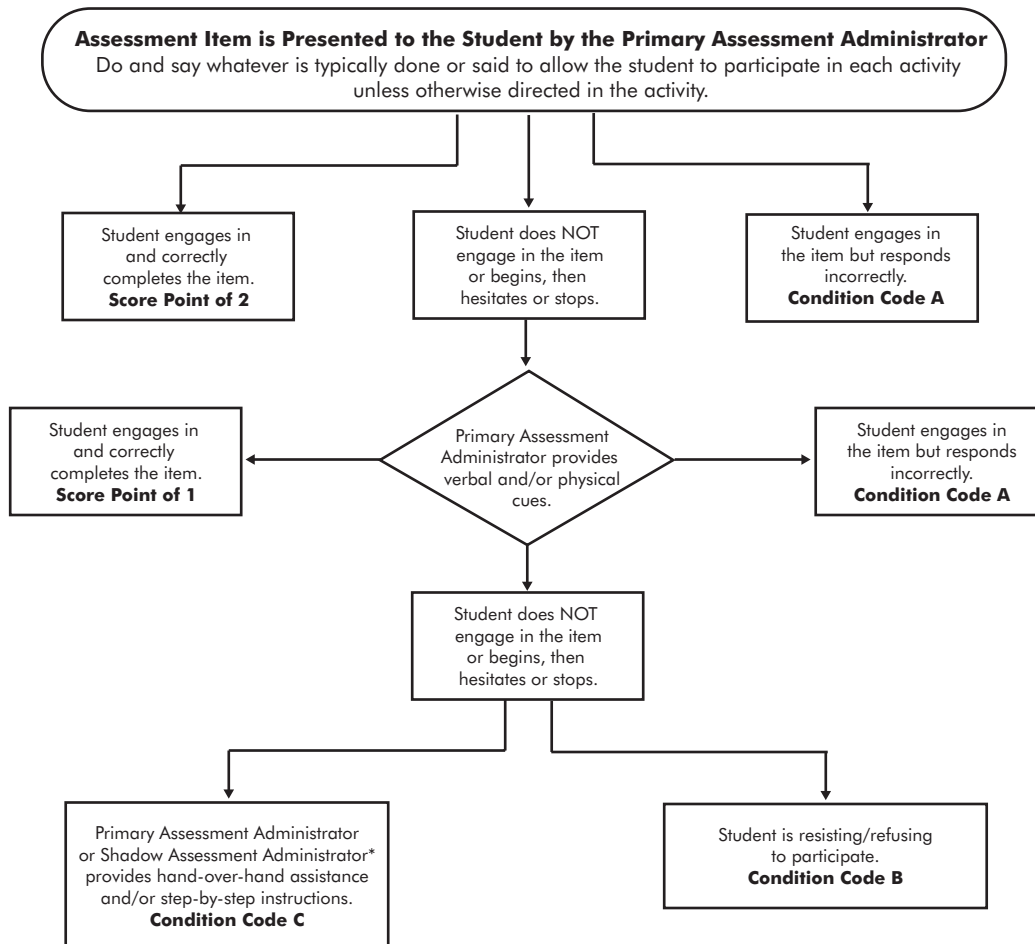 Assessment Item is Presented to the Student by the Primary Assessment Administrator
Do and say whatever is typically done or said to allow the student to participate in each activity
unless otherwise directed in the activity.
Student engages in
and correctly
completes the item.
Score Point of 2
Student does NOT
engage in the item
or begins, then
hesitates or stops.
Student engages in
the item but responds
incorrectly.
Condition Code A
Student engages in
and correctly
completes the item.
Score Point of 1
Primary Assessment
Administrator provides
verbal and/or physical
cues.
Student engages in
the item but responds
incorrectly.
Condition Code A
Student does NOT
engage in the item
or begins, then
hesitates or stops.
Primary Assessment Administrator
or Shadow Assessment Administrator*
provides hand-over-hand assistance
and/or step-by-step instructions.
Condition Code C
Student is resisting/refusing
to participate.
Condition Code B